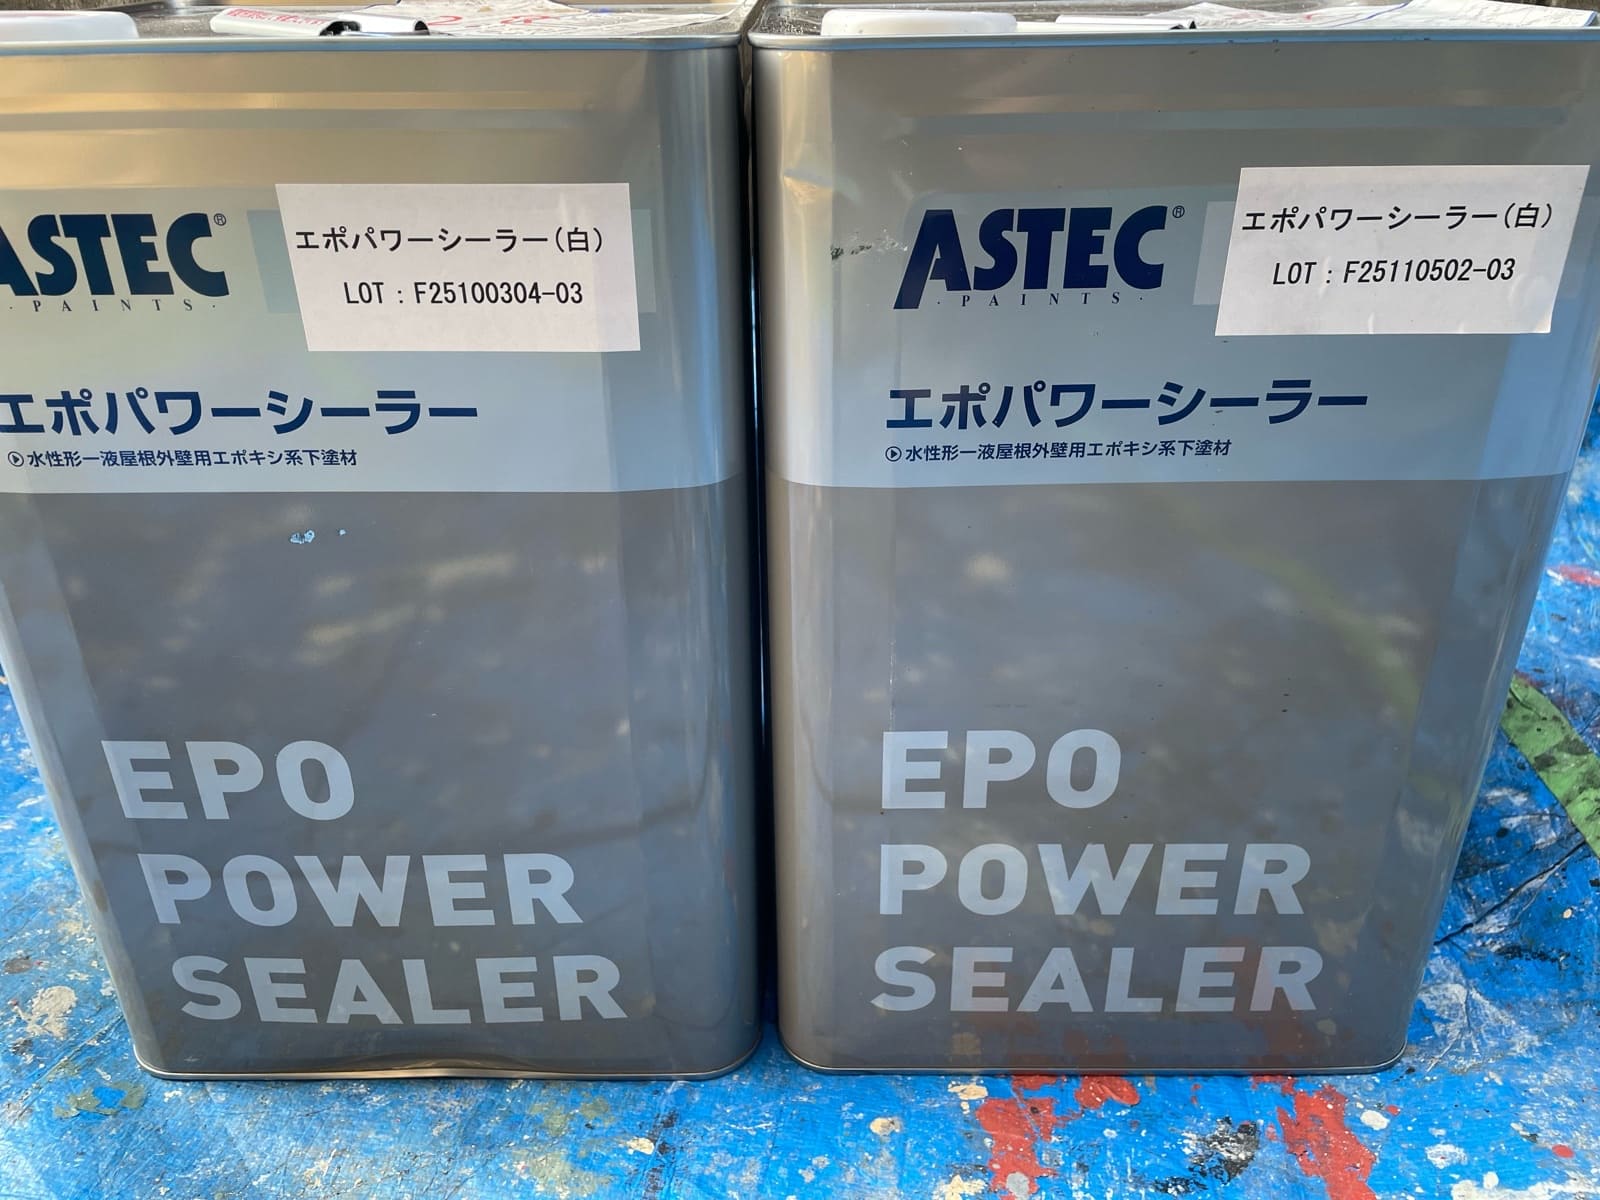 ASTEC®
PAINTS
エポパワーシーラー(白)
LOT : F25100304-03
エポパワーシーラー
水性形一液屋根外壁用エポキシ系下塗材
EPO
POWER
SEALER
ASTEC®
PAINTS
エポパワーシーラー(白)
LOT : F25110502-03
エポパワーシーラー
水性形一液屋根外壁用エポキシ系下塗材
EPO
POWER
SEALER